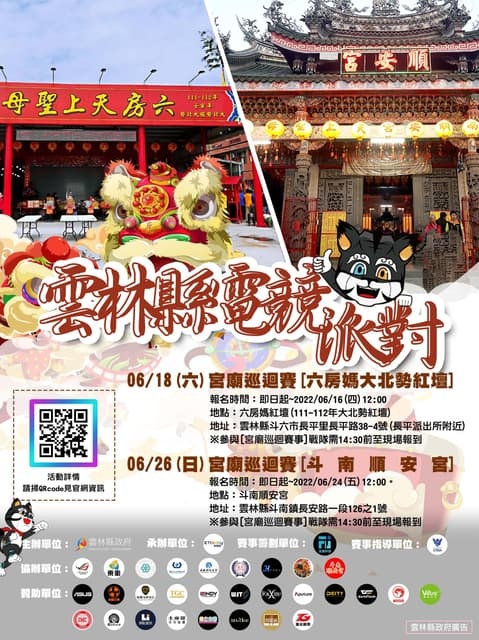 宮安順
母聖上天房六
雲林縣電競
派對
06/18(六)宮廟巡迴賽[六房媽大北勢紅壇]
報名時間：即日起~2022/06/16(四)12:00
地點：六房媽紅壇(111-112年大北勢紅壇)
地址：雲林縣斗六市長平里長平路38-4號(長平派出所附近)
※參與[宮廟巡迴賽事]戰隊需14:30前至現場報到
06/26(日)宮廟巡迴賽[斗南順安宮]
報名時間：即日起~2022/06/24(五)12:00。
地點：斗南順安宮
地址：雲林縣斗南鎮長安路一段126之1號
※參與[宮廟巡迴賽事]戰隊需14:30前至現場報到
活動詳情
請掃QRcode見官網資訊
主辦單位：雲林縣政府
承辦單位：
賽事籌劃單位：
賽事指導單位：
協辦單位：
贊助單位：
ASUS
TGC
WIT
DEITY
雲林縣政府廣告